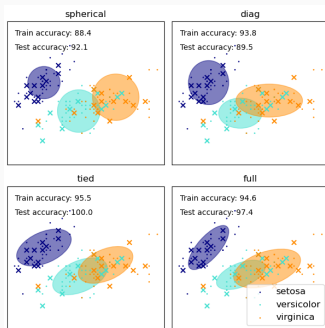 spherical
Train accuracy: 88.4
Test accuracy: 92.1
diag
Train accuracy: 93.8
Test accuracy: 89.5
tied
Train accuracy: 95.5
Test accuracy: 100.0
full
Train accuracy: 94.6
Test accuracy: 97.4
setosa
versicolor
virginica